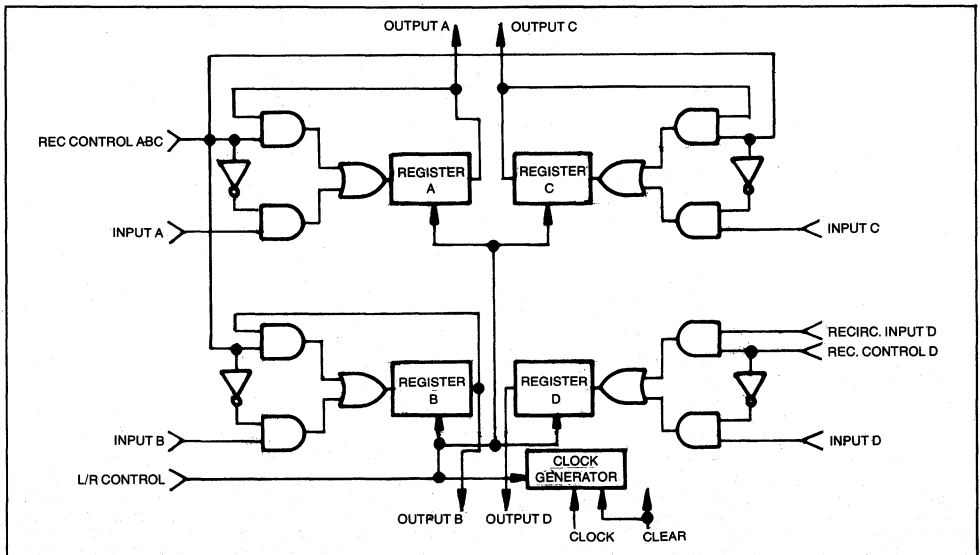 OUTPUT A
OUTPUT C
REC CONTROL ABC
REGISTER
A
REGISTER
C
INPUT A
INPUT C
RECIRC. INPUT D
REC. CONTROL D
REGISTER
B
REGISTER
D
INPUT B
INPUT D
L/R CONTROL
CLOCK
GENERATOR
OUTPUT B
OUTPUT D
CLOCK
CLEAR